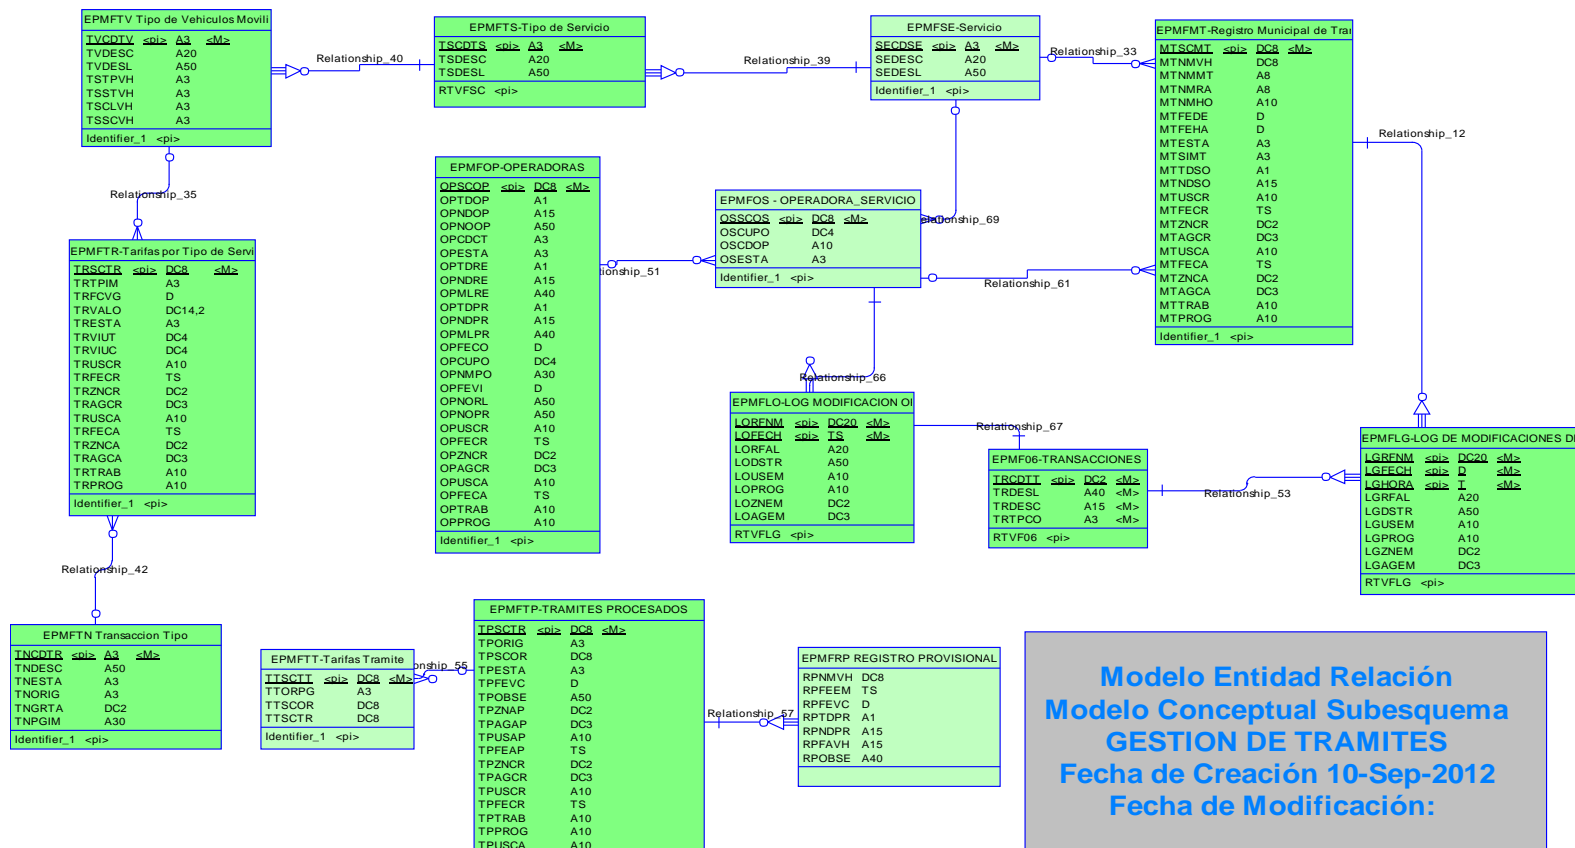 EPMFTV Tipo de Vehiculos Movili
TVCDTV <pi> A3 <M>
TVDESC A20
TVDESL A50
TSTPVH A3
TSSTVH A3
TSCLVH A3
TSSCVH A3
Identifier_1 <pi>
Relationship_40
EPMFTS-Tipo de Servicio
TSCDTS <pi> A3 <M>
TSDESC A20
TSDESL A50
RTVFSC <pi>
Relationship_39
EPMFSE-Servicio
SECDSE <pi> A3 <M>
SEDESC A20
SEDESL A50
Identifier_1 <pi>
Relationship_33
EPMFMT-Registro Municipal de Tra
MTSCMT <pi> DC8 <M>
MTNMVH DC8
MTNMMT A8
MTNMRA A8
MTNMHO A10
MTFEDE D
MTFEHA D
MTESTA A3
MTSIMT A3
MTTDSO A1
MTNDSO A15
MTUSCR A10
MTFECR TS
MTZNCR DC2
MTAGCR DC3
MTUSCA A10
MTFECA TS
MTZNCA DC2
MTAGCA DC3
MTTRAB A10
MTPROG A10
Identifier_1 <pi>
Relationship_12
Relationship_35
EPMFOP-OPERADORAS
OPSCOP <pi> DC8 <M>
OPTDOP A1
OPNDOP A15
OPNOOP A50
OPCDCT A3
OPESTA A3
OPTDRE A1
OPNDRE A15
OPMLRE A40
OPTDPR A1
OPNDPR A15
OPMLPR A40
OPFECO D
OPCUPO DC4
OPNMPO A30
OPFEVI D
OPNORL A50
OPNOPR A50
OPUSCR A10
OPFECR TS
OPZNCR DC2
OPAGCR DC3
OPUSCA A10
OPFECA TS
OPTRAB A10
OPPROG A10
Identifier_1 <pi>
ionship_51
EPMFOS - OPERADORA_SERVICIO
OSSCOS <pi> DC8 <M>
OSCUPO DC4
OSCDOP A10
OSESTA A3
Identifier_1 <pi>
elationship_69
Relationship_61
EPMFTR-Tarifas por Tipo de Servi
TRSCTR <pi> DC8 <M>
TRTPIM A3
TRFCVG D
TRVALO DC14,2
TRESTA A3
TRVIUT DC4
TRVIUC DC4
TRUSCR A10
TRFECR TS
TRZNCR DC2
TRAGCR DC3
TRUSCA A10
TRFECA TS
TRZNCA DC2
TRAGCA DC3
TRTRAB A10
TRPROG A10
Identifier_1 <pi>
Relationship_66
EPMFLO-LOG MODIFICACION
LORFNM <pi> DC20 <M>
LOFECH <pi> TS <M>
LORFAL A20
LODSTR A50
LOUSEM A10
LOPROG A10
LOZNEM DC2
LOAGEM DC3
RTVFLG <pi>
Relationship_67
EPMF06-TRANSACCIONES
TRCDTT <pi> DC2 <M>
TRDESL A40 <M>
TRDESC A15 <M>
TRTPCO A3 <M>
RTVF06 <pi>
Relationship_53
EPMFLG-LOG DE MODIFICACIONES
LGRFNM <pi> DC20 <M>
LGFECH <pi> D <M>
LGHORA <pi> T <M>
LGRFAL A20
LGDSTR A50
LGUSEM A10
LGPROG A10
LGZNEM DC2
LGAGEM DC3
RTVFLG <pi>
Relationship_42
EPMFTN Transaccion Tipo
TNCDTR <pi> A3 <M>
TNDESC A50
TNESTA A3
TNORIG A3
TNGRTA DC2
TNPGIM A30
Identifier_1 <pi>
EPMFTT-Tarifas Tramite
TTSCTT <pi> DC8 <M>
TTORPG A3
TTSCOR DC8
TTSCTR DC8
Identifier_1 <pi>
nship_55
EPMFTP-TRAMITES PROCESADOS
TPSCTR <pi> DC8 <M>
TPORIG A3
TPSCOR DC8
TPESTA A3
TPFEVC D
TPOBSE A50
TPZNAP DC2
TPAGAP DC3
TPUSAP A10
TPFEAP TS
TPZNCR DC2
TPAGCR DC3
TPUSCR A10
TPFECR TS
TPTRAB A10
TPPROG A10
TPUSCA A10
Relationship_57
EPMFRP REGISTRO PROVISIONAL
RPNMVH DC8
RPFEEM TS
RPFEVC D
RPTDPR A1
RPNDPR A15
RPFAVH A15
RPOBSE A40
Modelo Entidad Relación
Modelo Conceptual Subesquema
GESTION DE TRAMITES
Fecha de Creación 10-Sep-2012
Fecha de Modificación: